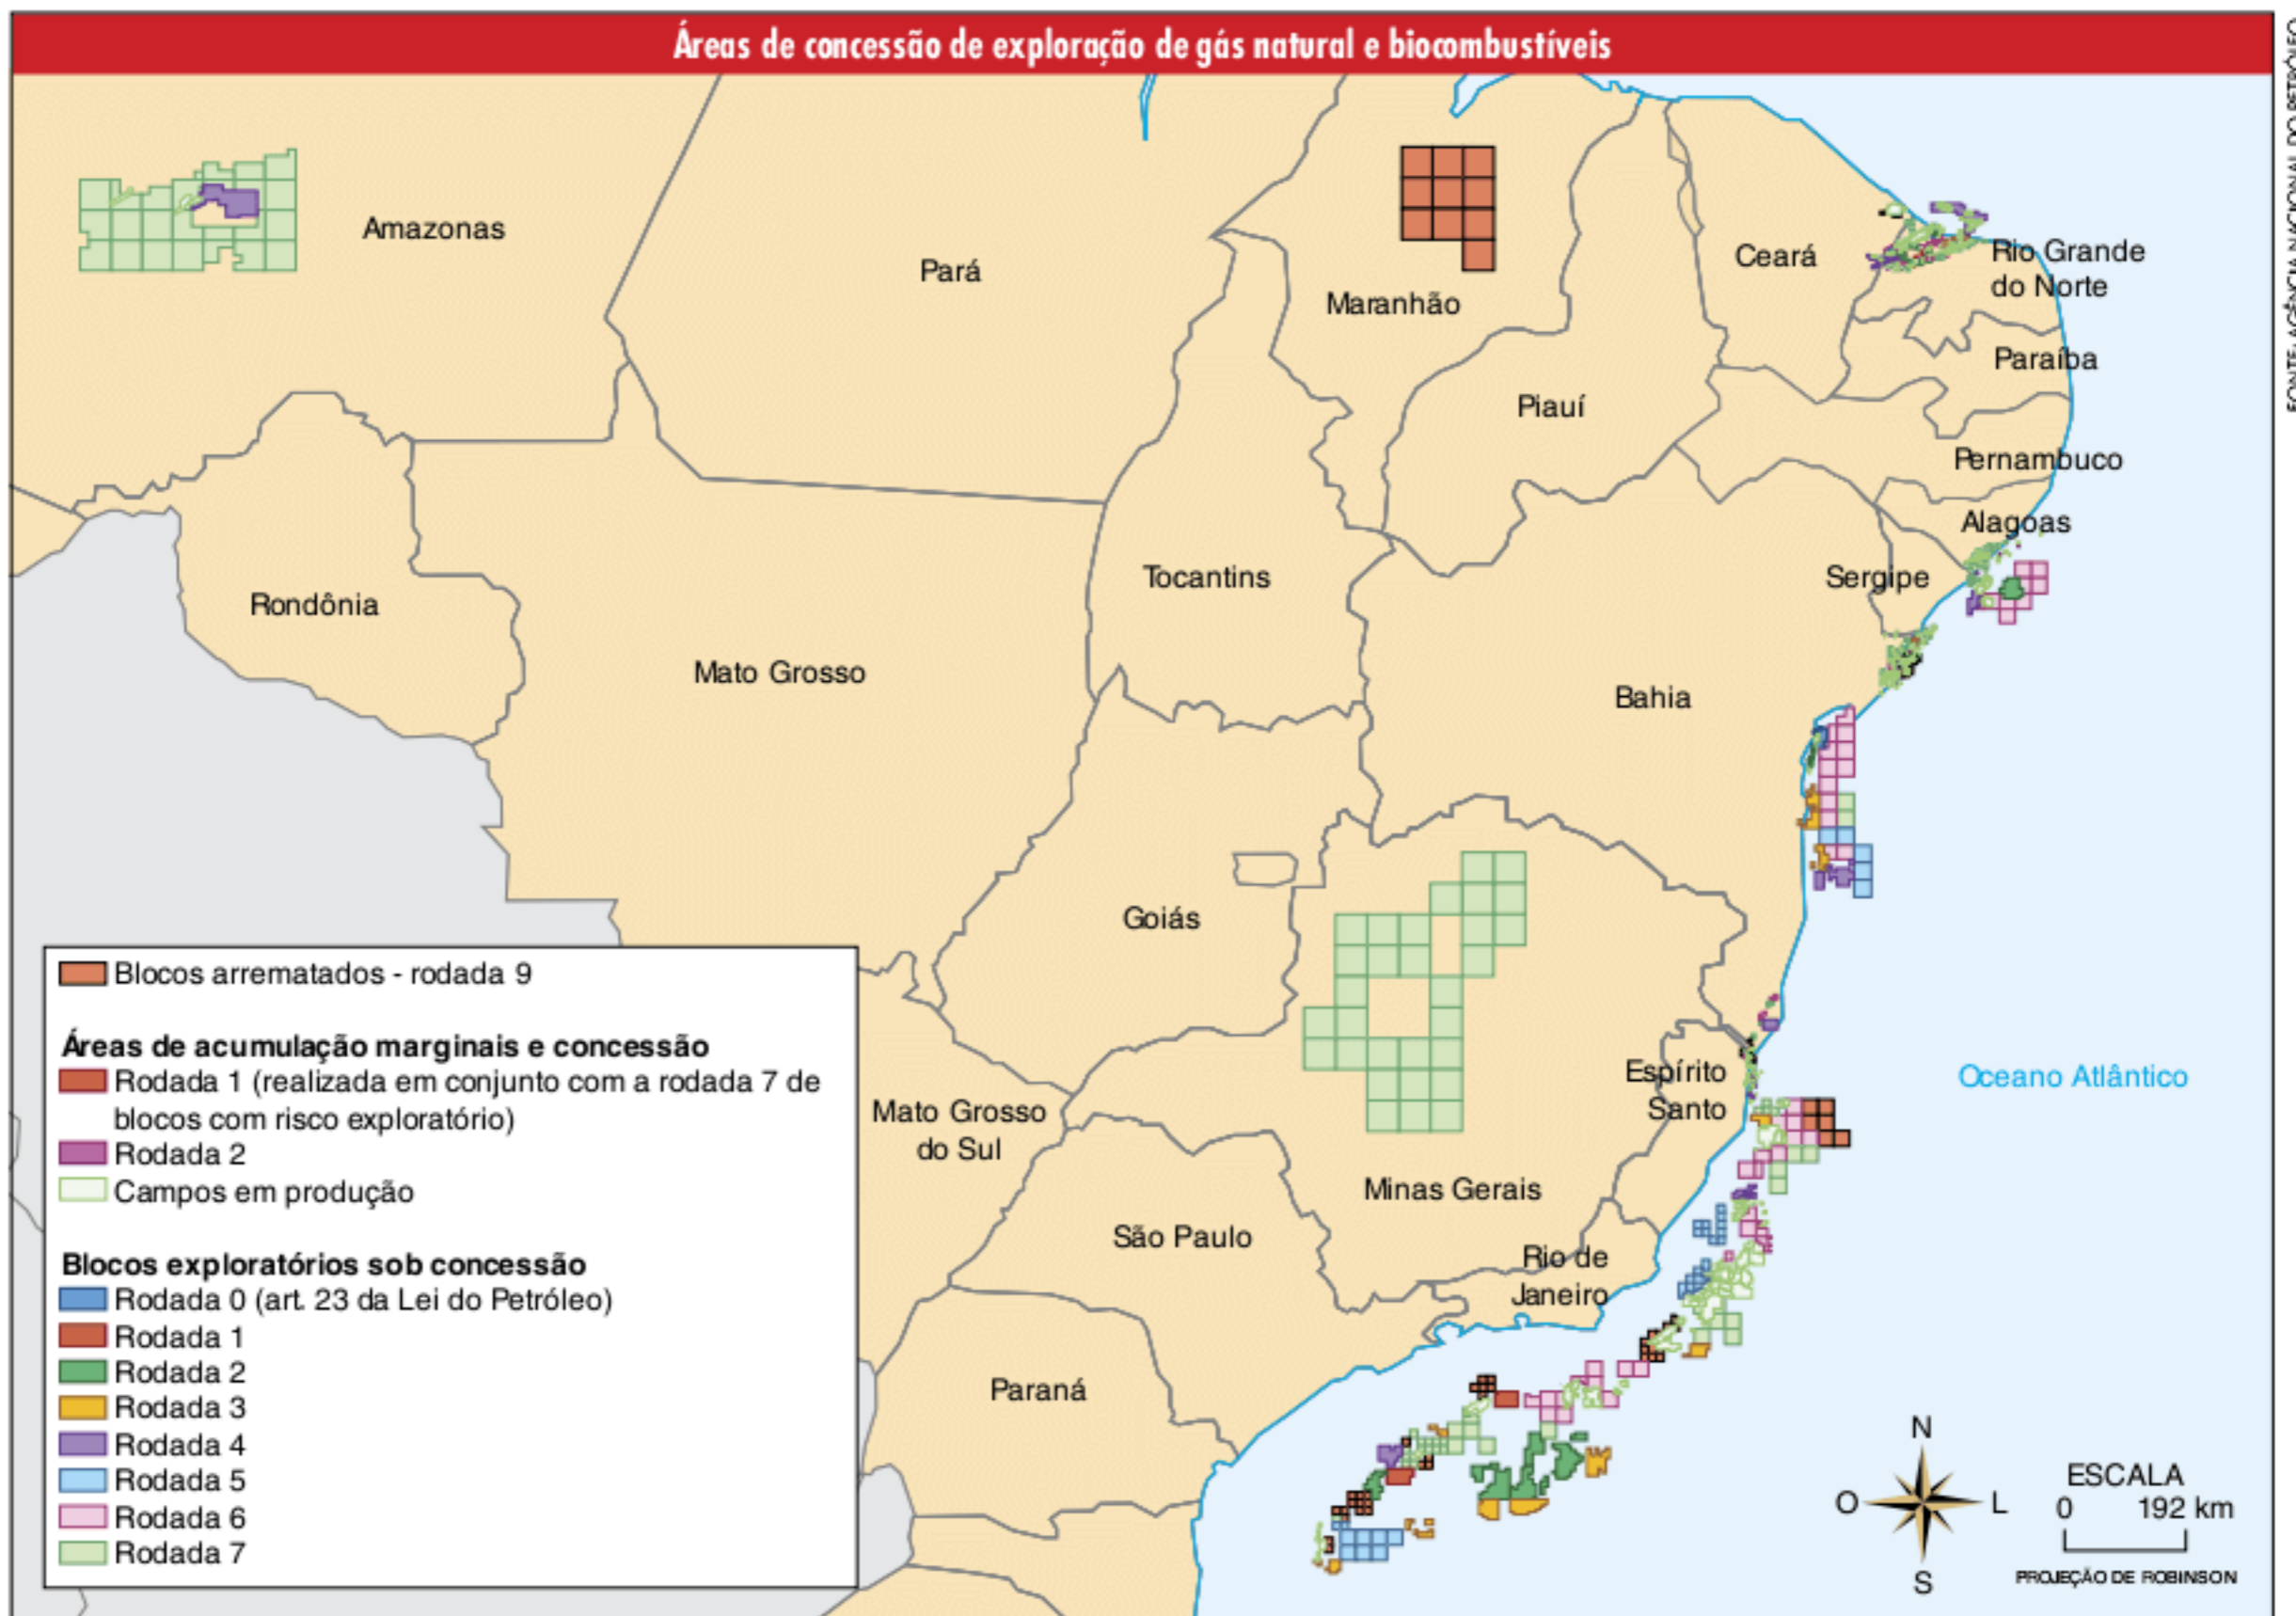 Áreas de concessão de exploração de gás natural e biocombustíveis
FONTE: AGÊNCIA NACIONAL DO PETRÓLEO
Amazonas
Pará
Maranhão
Ceará
Rio Grande
do Norte
Paraíba
Piauí
Pernambuco
Alagoas
Sergipe
Tocantins
Rondônia
Mato Grosso
Bahia
Goiás
Espírito
Santo
Oceano Atlântico
Mato Grosso
do Sul
Minas Gerais
São Paulo
Rio de
Janeiro
Paraná
Blocos arrematados - rodada 9
Áreas de acumulação marginais e concessão
Rodada 1 (realizada em conjunto com a rodada 7 de
blocos com risco exploratório)
Rodada 2
Campos em produção
Blocos exploratórios sob concessão
Rodada 0 (art. 23 da Lei do Petróleo)
Rodada 1
Rodada 2
Rodada 3
Rodada 4
Rodada 5
Rodada 6
Rodada 7
N
O
L
S
ESCALA
0 192 km
PROJEÇÃO DE ROBINSON